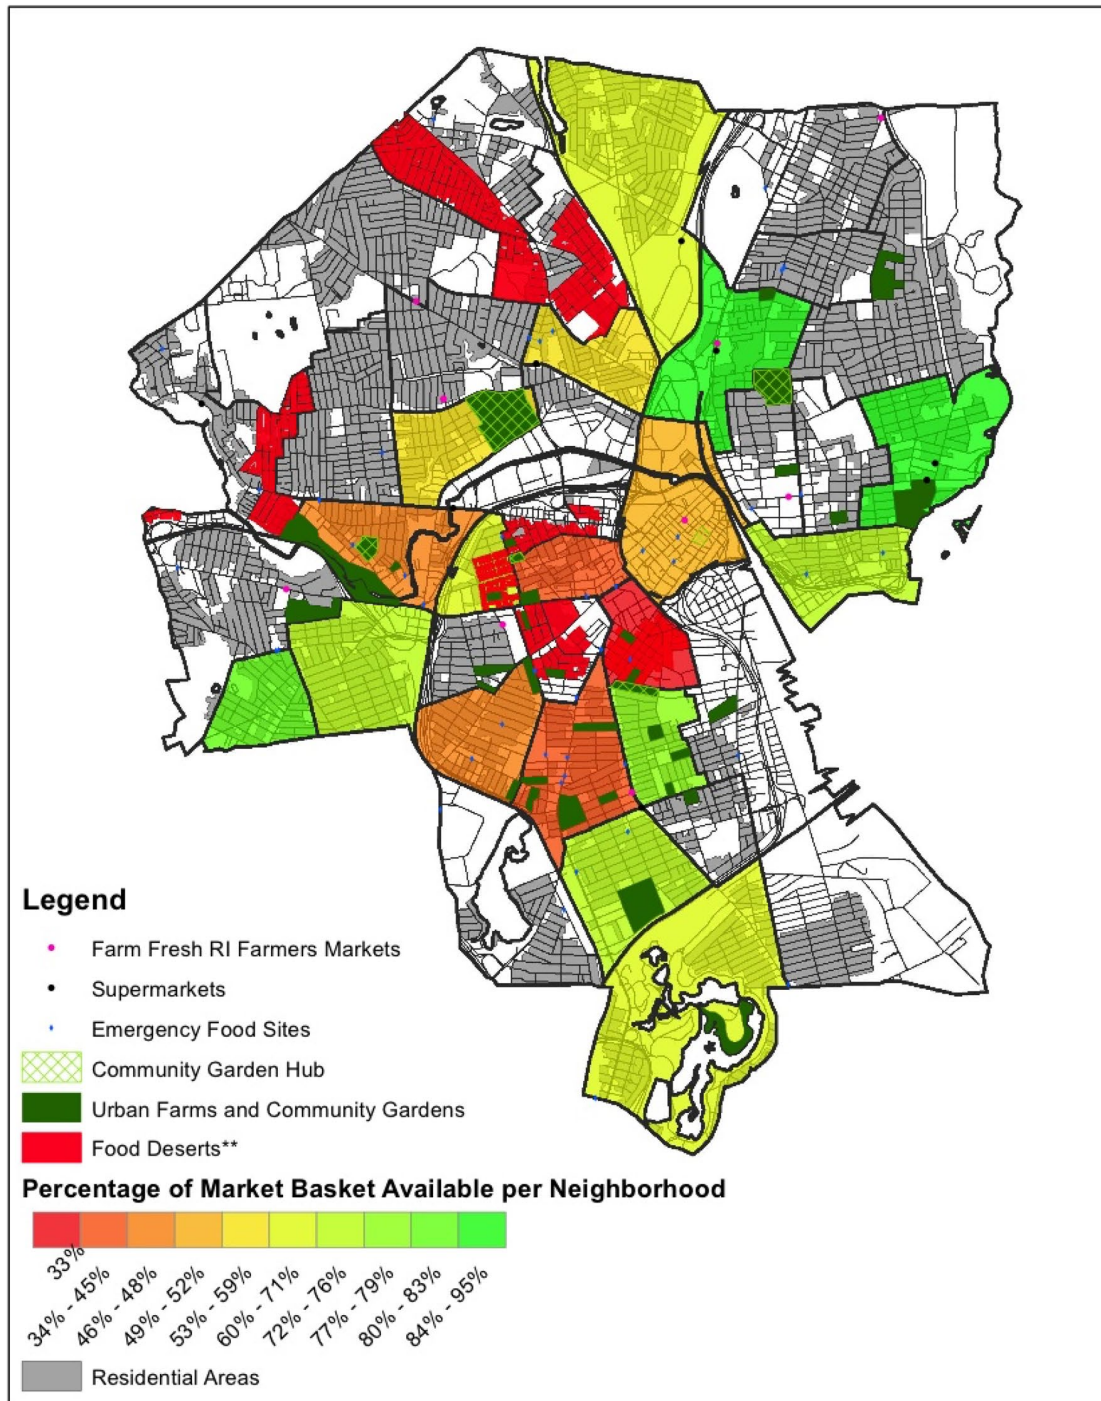 Legend
Farm Fresh RI Farmers Markets
Supermarkets
Emergency Food Sites
Community Garden Hub
Urban Farms and Community Gardens
Food Deserts**
Percentage of Market Basket Available per Neighborhood
33%
34% - 45%
46% - 48%
49% - 52%
53% - 59%
60% - 71%
72% - 76%
77% - 79%
80% - 83%
84% - 95%
Residential Areas